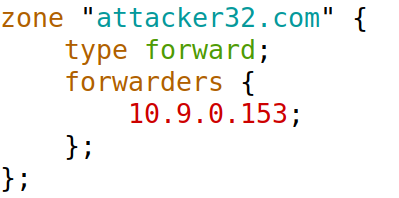 zone "attacker32.com" {
    type forward;
    forwarders {
        10.9.0.153;
    };
};